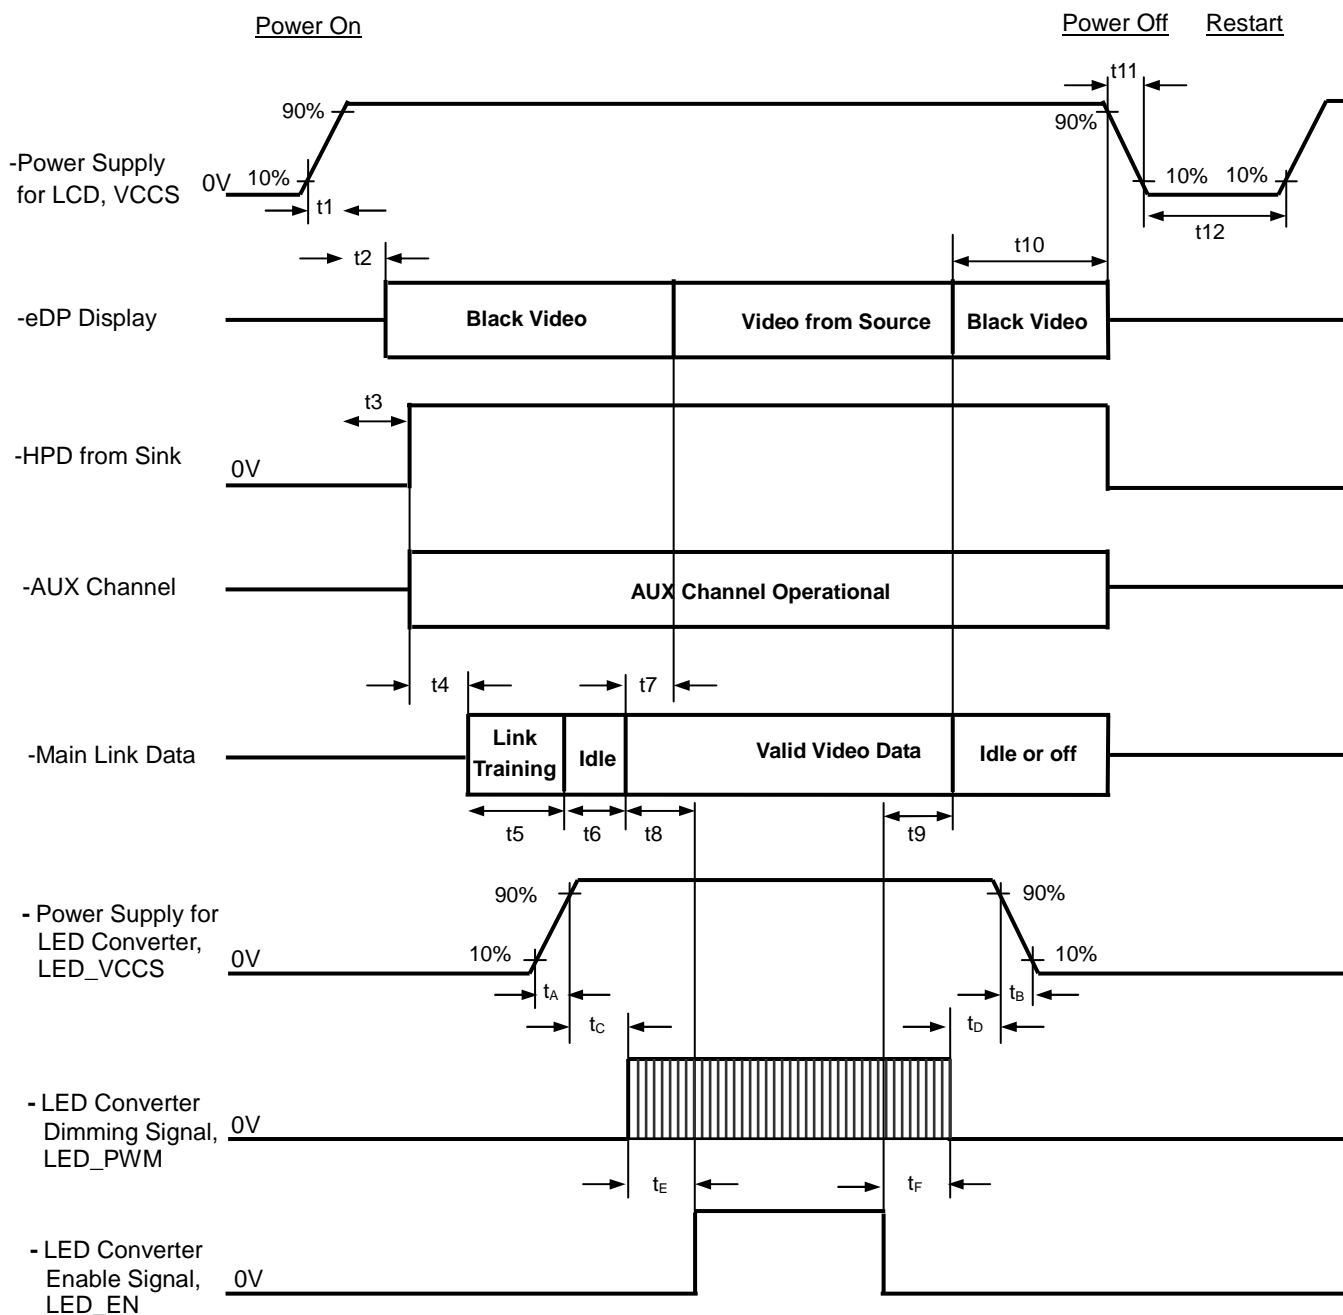 Power On
Power Off
Restart
t11
90%
90%
-Power Supply
for LCD, VCCS
0V
10%
10%
10%
t1
t12
t2
t10
-eDP Display
Black Video
Video from Source
Black Video
t3
-HPD from Sink
0V
-AUX Channel
AUX Channel Operational
t4
t7
-Main Link Data
Link
Training
Idle
Valid Video Data
Idle or off
t5
t6
t8
t9
90%
90%
- Power Supply for
LED Converter,
LED_VCCS
0V
10%
10%
tA
tB
tC
tD
- LED Converter
Dimming Signal,
LED_PWM
0V
tE
tF
- LED Converter
Enable Signal,
LED_EN
0V